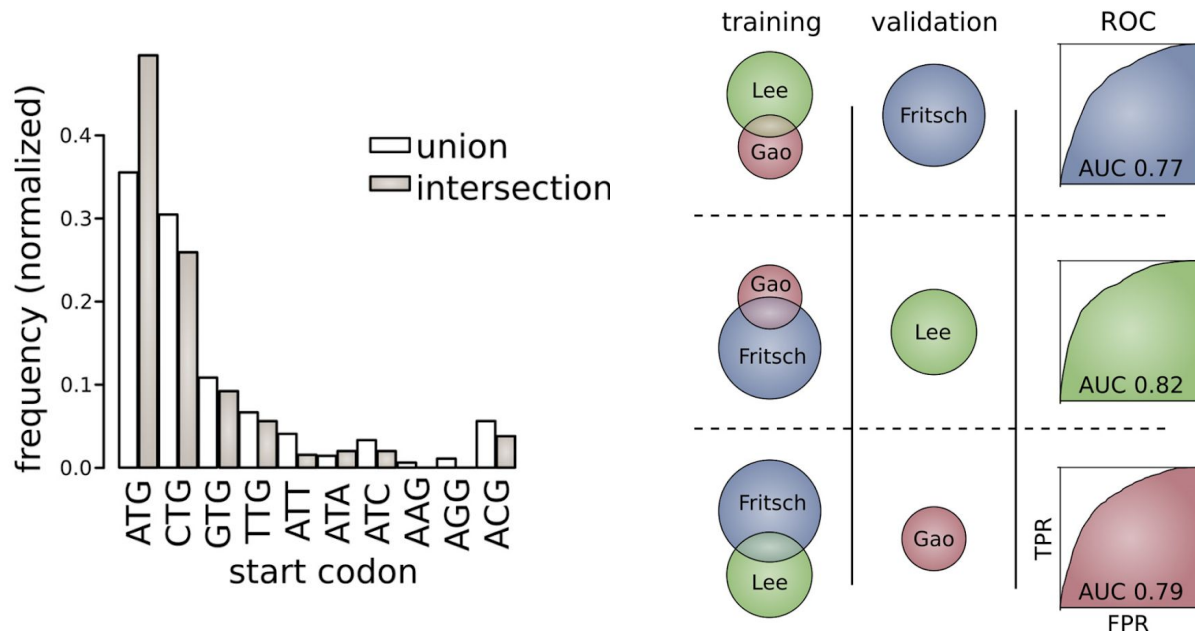 frequency (normalized)
0.4
0.3
0.2
0.1
0.0
union
intersection
ATG CTG GTG TTG ATT ATA ATC AAG AGG ACG
start codon
training validation ROC
Lee
Gao
Fritsch
AUC 0.77
Gao
Fritsch
Lee
AUC 0.82
Fritsch
Lee
Gao
TPR
AUC 0.79
FPR